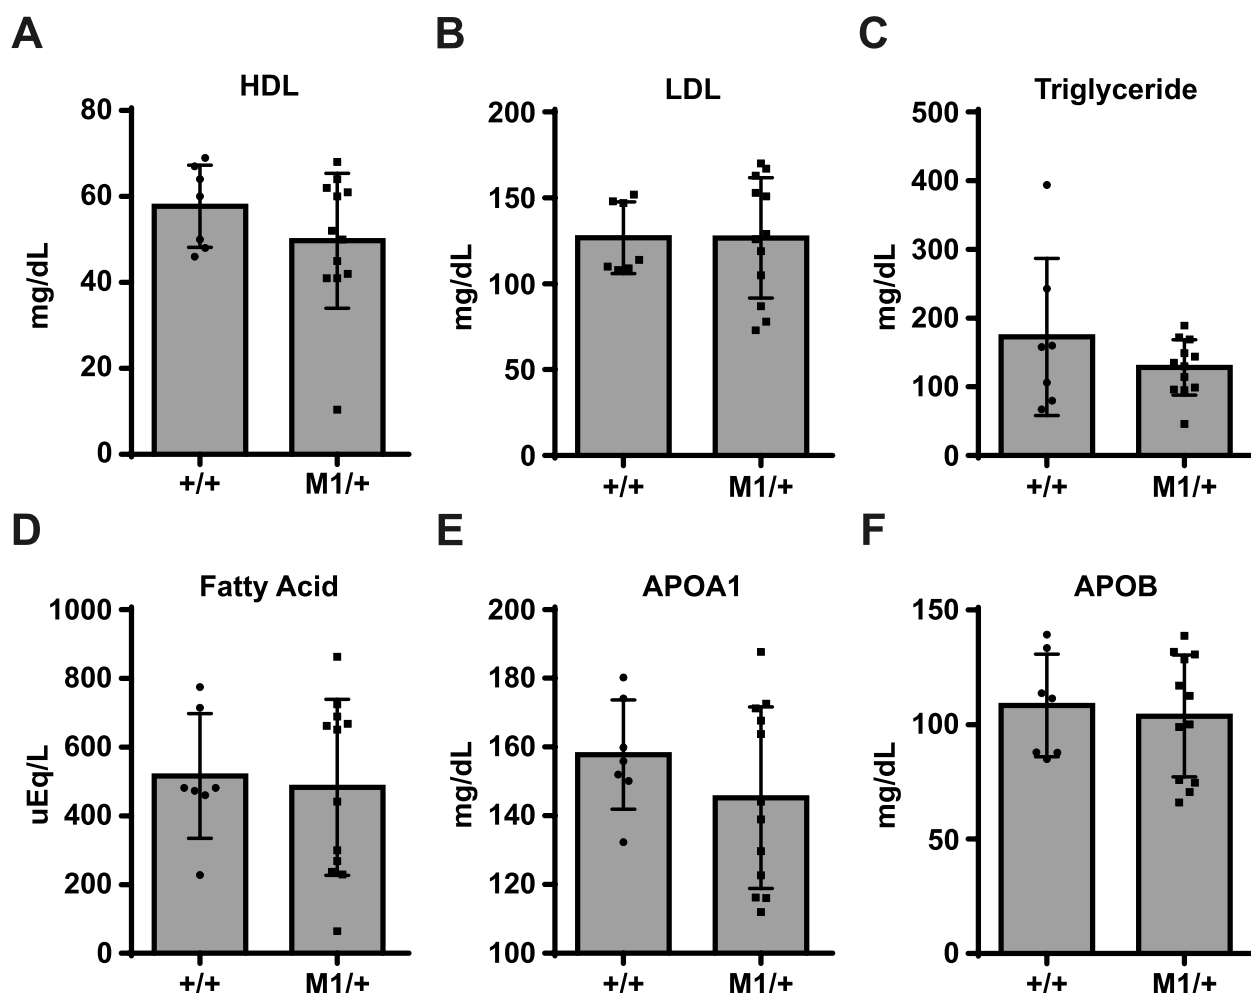 A
HDL
mg/dL
80
60
40
20
0
+/+
M1/+
B
LDL
mg/dL
200
150
100
50
0
+/+
M1/+
C
Triglyceride
mg/dL
500
400
300
200
100
0
+/+
M1/+
D
Fatty Acid
uEq/L
1000
800
600
400
200
0
+/+
M1/+
E
APOA1
mg/dL
200
180
160
140
120
100
+/+
M1/+
F
APOB
mg/dL
150
100
50
0
+/+
M1/+